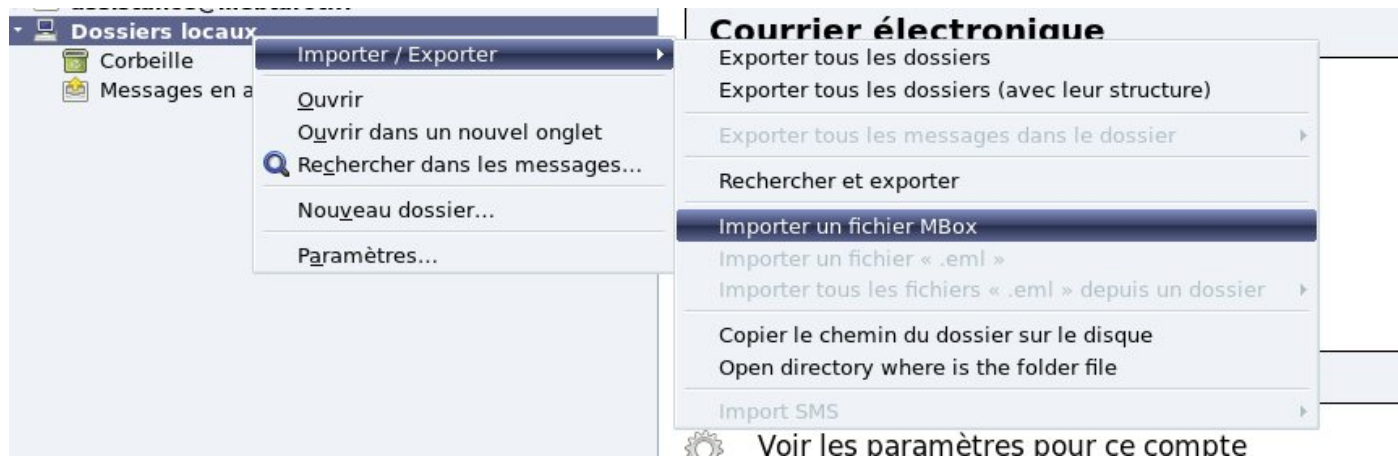 Dossiers locaux
Corbeille
Messages en a
Importer / Exporter
Ouvrir
Ouvrir dans un nouvel onglet
Rechercher dans les messages...
Nouveau dossier...
Paramètres...
Courrier électronique
Exporter tous les dossiers
Exporter tous les dossiers (avec leur structure)
Exporter tous les messages dans le dossier
Rechercher et exporter
Importer un fichier MBox
Importer un fichier « .eml »
Importer tous les fichiers « .eml » depuis un dossier
Copier le chemin du dossier sur le disque
Open directory where is the folder file
Import SMS
Voir les paramètres pour ce compte